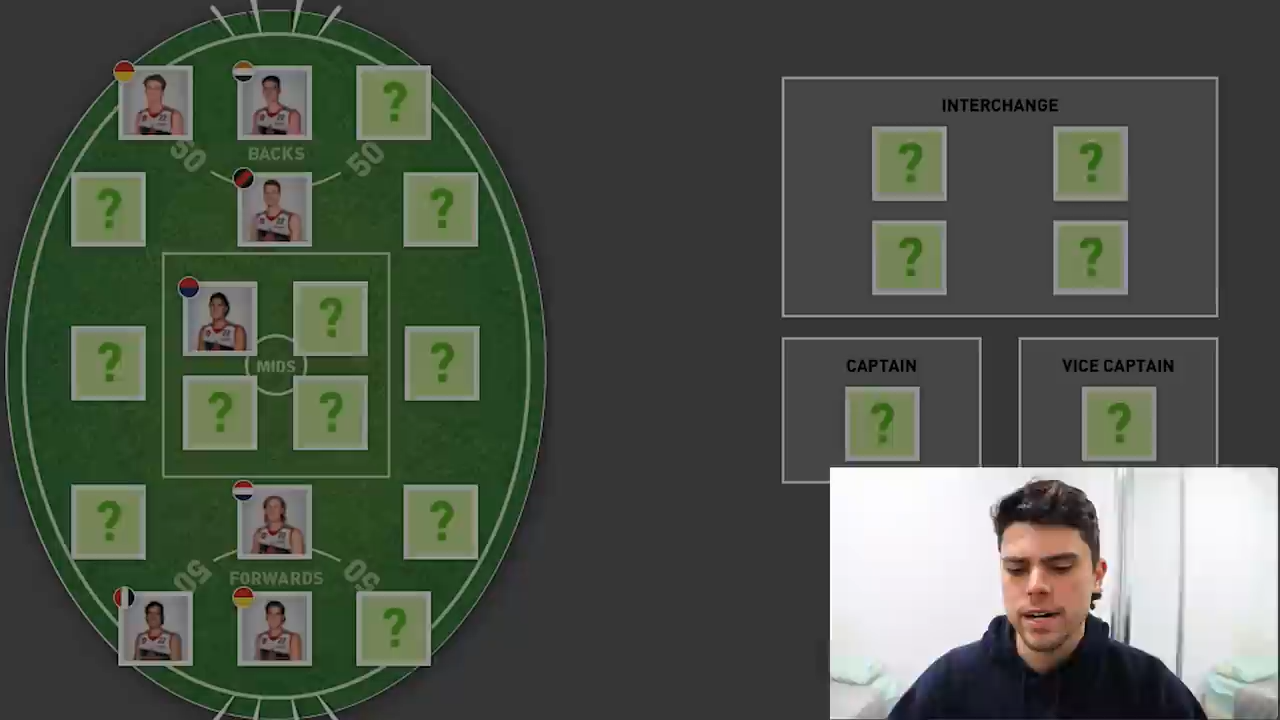 INTERCHANGE
? ?
? ?
CAPTAIN
?
VICE CAPTAIN
?
?
50 BACKS 50
? ?
?
MIDS
? ?
? ?
? ?
50 FORWARDS 50
?